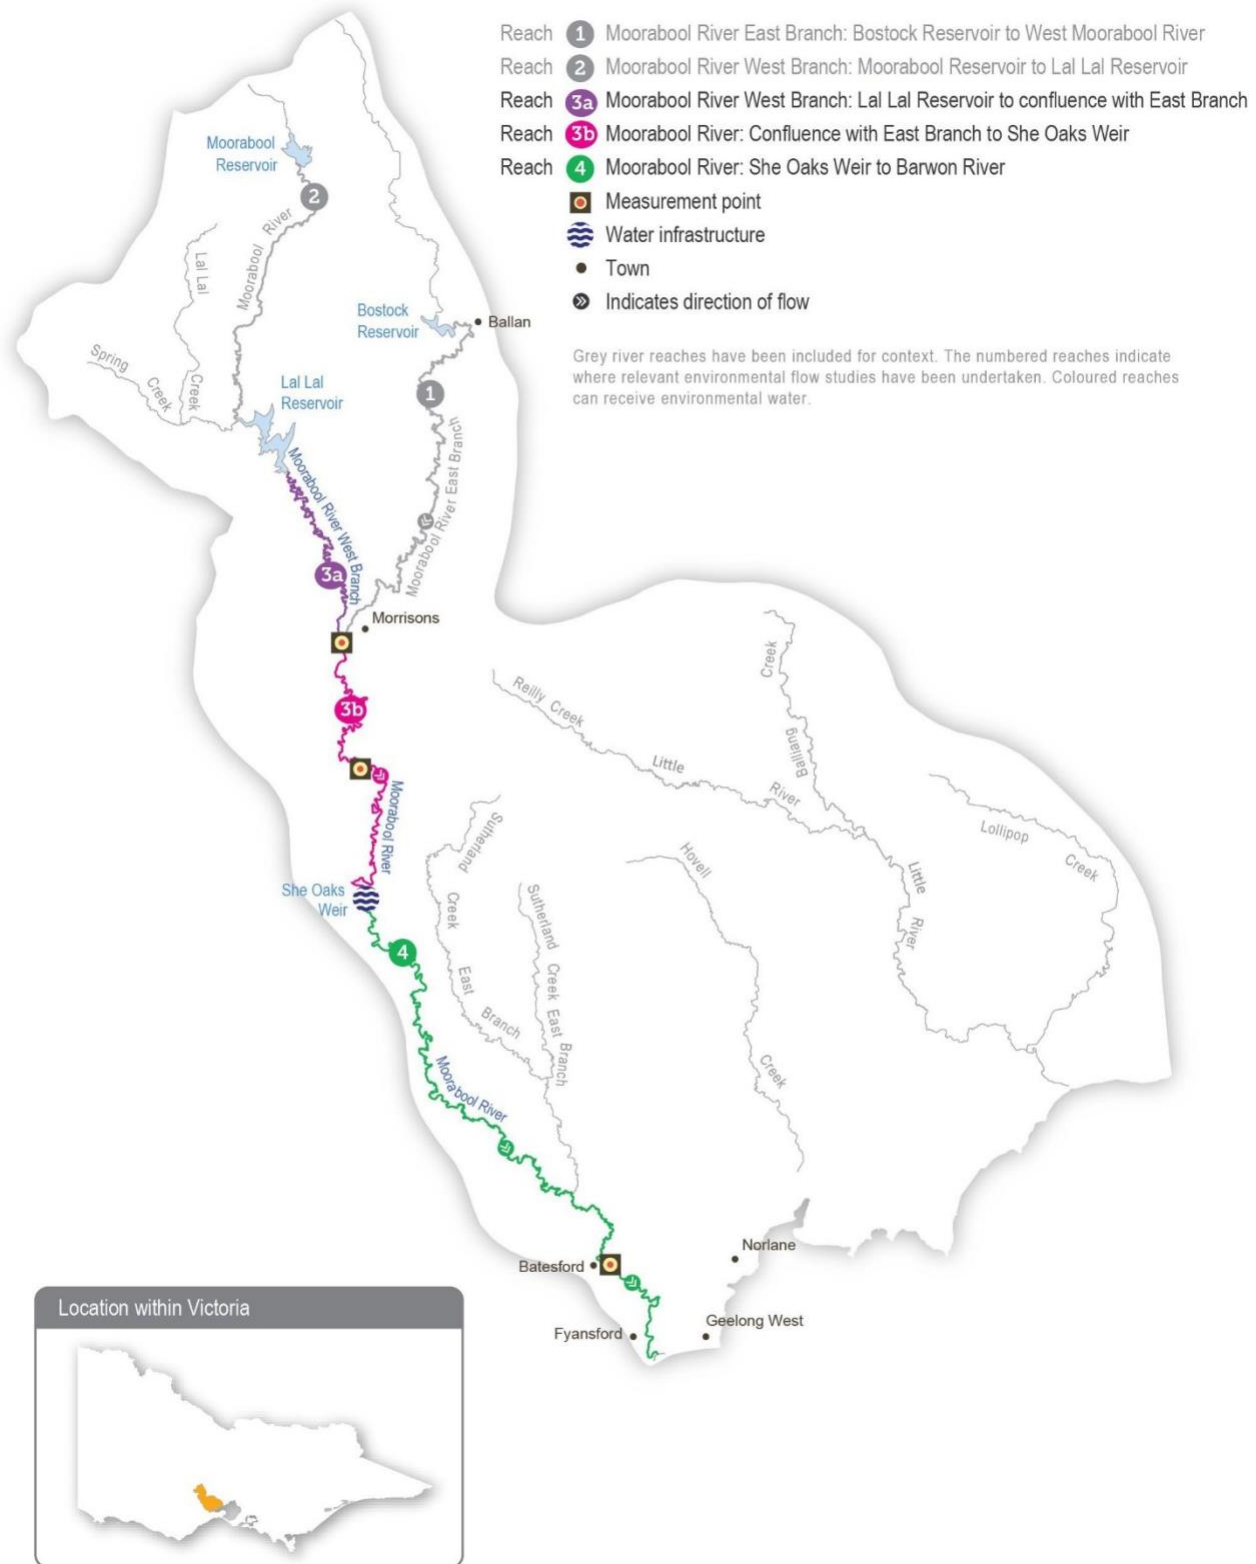 Reach 1 Moorabool River East Branch: Bostock Reservoir to West Moorabool River
Reach 2 Moorabool River West Branch: Moorabool Reservoir to Lal Lal Reservoir
Reach 3a Moorabool River West Branch: Lal Lal Reservoir to confluence with East Branch
Reach 3b Moorabool River: Confluence with East Branch to She Oaks Weir
Reach 4 Moorabool River: She Oaks Weir to Barwon River
Measurement point
Water infrastructure
Town
Indicates direction of flow
Grey river reaches have been included for context. The numbered reaches indicate
where relevant environmental flow studies have been undertaken. Coloured reaches
can receive environmental water.
Moorabool
Reservoir
2
Moorabool River
Lal Lal
Creek
Spring
Creek
Bostock
Reservoir
Ballan
Lal Lal
Reservoir
1
Moorabool River East Branch
Moorabool River West Branch
3a
Morrisons
3b
Moorabool River
She Oaks
Weir
4
Moorabool River
Reilly Creek
Little
River
Creek
Balliang
Lollipop
Creek
Little
River
Sutherland
Creek
East
Branch
Sutherland Creek East Branch
Hovell
Creek
Batesford
Norlane
Fyansford
Geelong West
Location within Victoria